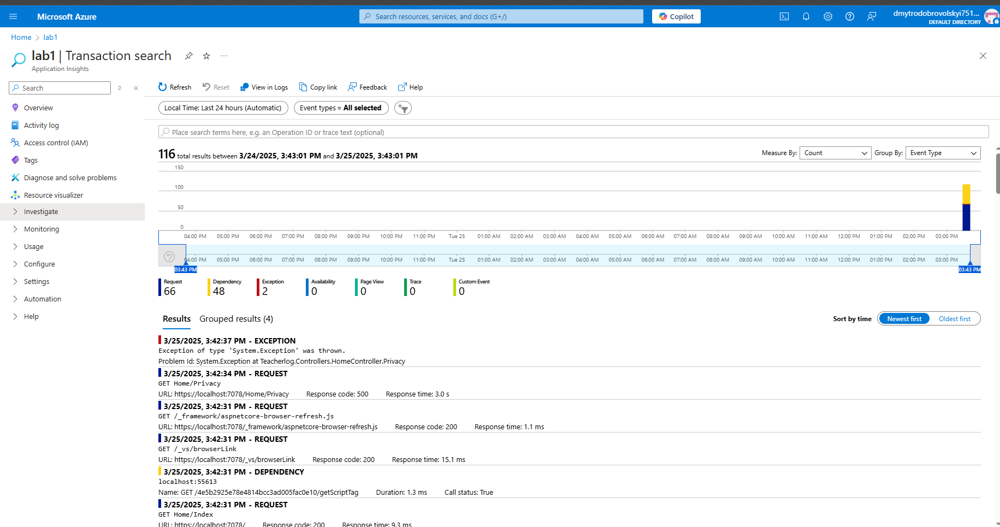 Microsoft Azure
Search resources, services, and docs (G+/)
Copilot
dmytrodobrovolskyi751...
DEFAULT DIRECTORY
Home > lab1
lab1 | Transaction search
...
Application Insights
Search
Overview
Activity log
Access control (IAM)
Tags
Diagnose and solve problems
Resource visualizer
Investigate
Monitoring
Usage
Configure
Settings
Automation
Help
Refresh Reset View in Logs Copy link Feedback Help
Local Time: Last 24 hours (Automatic) Event types = All selected
Place search terms here, e.g. an Operation ID or trace text (optional)
116 total results between 3/24/2025, 3:43:01 PM and 3/25/2025, 3:43:01 PM
Measure By: Count Group By: Event Type
150
100
50
0
04:00 PM 05:00 PM 06:00 PM 07:00 PM 08:00 PM 09:00 PM 10:00 PM 11:00 PM Tue 25 01:00 AM 02:00 AM 03:00 AM 04:00 AM 05:00 AM 06:00 AM 07:00 AM 08:00 AM 09:00 AM 10:00 AM 11:00 AM 12:00 PM 01:00 PM 02:00 PM 03:00 PM
04:00 PM 05:00 PM 06:00 PM 07:00 PM 08:00 PM 09:00 PM 10:00 PM 11:00 PM Tue 25 01:00 AM 02:00 AM 03:00 AM 04:00 AM 05:00 AM 06:00 AM 07:00 AM 08:00 AM 09:00 AM 10:00 AM 11:00 AM 12:00 PM 01:00 PM 02:00 PM 03:00 PM
03:43 PM 03:43 PM
Request Dependency Exception Availability Page View Trace Custom Event
66 48 2 0 0 0 0
Results Grouped results (4)
Sort by time Newest first Oldest first
3/25/2025, 3:42:37 PM - EXCEPTION
Exception of type 'System.Exception' was thrown.
Problem Id: System.Exception at Teacherlog.Controllers.HomeController.Privacy
3/25/2025, 3:42:34 PM - REQUEST
GET Home/Privacy
URL: https://localhost:7078/Home/Privacy Response code: 500 Response time: 3.0 s
3/25/2025, 3:42:31 PM - REQUEST
GET /_framework/aspnetcore-browser-refresh.js
URL: https://localhost:7078/_framework/aspnetcore-browser-refresh.js Response code: 200 Response time: 1.1 ms
3/25/2025, 3:42:31 PM - REQUEST
GET /_vs/browserLink
URL: https://localhost:7078/_vs/browserLink Response code: 200 Response time: 15.1 ms
3/25/2025, 3:42:31 PM - DEPENDENCY
localhost:55613
Name: GET /4e5b2925e78e4814bcc3ad005fac0e10/getScriptTag Duration: 1.3 ms Call status: True
3/25/2025, 3:42:31 PM - REQUEST
GET Home/Index
URL: https://localhost:7078/ Response code: 200 Response time: 9.3 ms